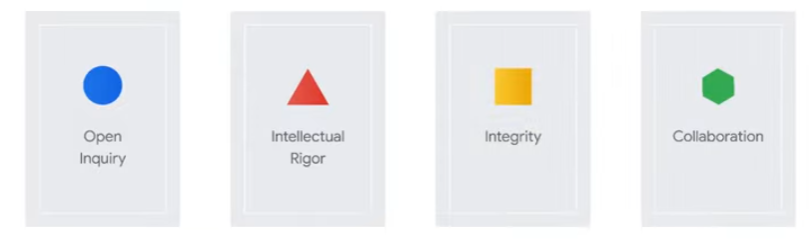 Open
Inquiry
Intellectual
Rigor
Integrity
Collaboration